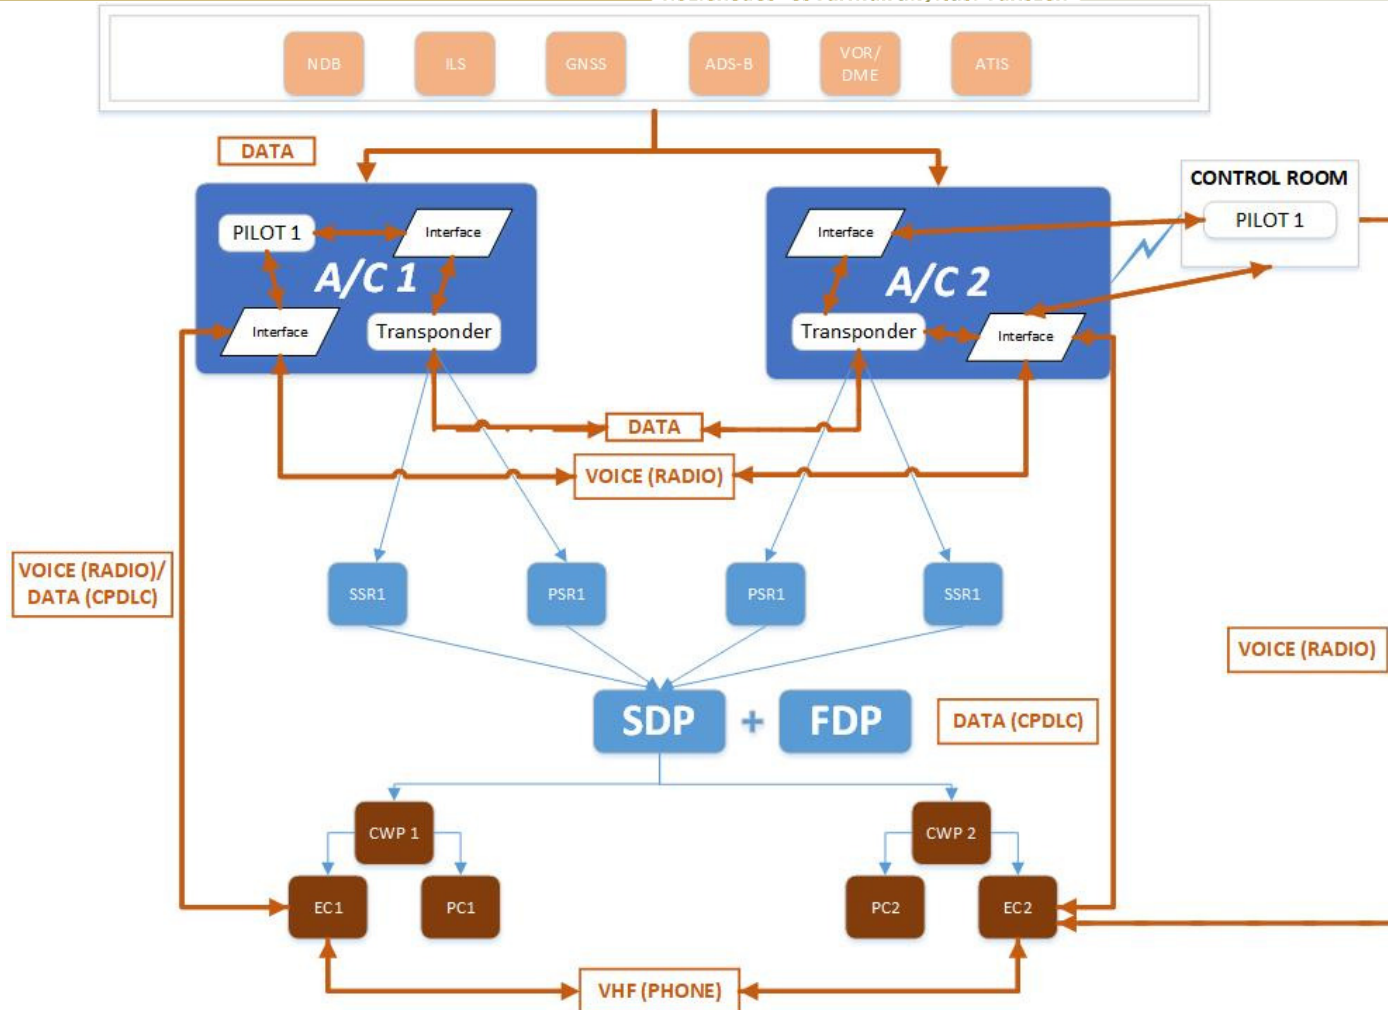 NDB
ILS
GNSS
ADS-B
VOR/
DME
ATIS
DATA
CONTROL ROOM
PILOT 1
PILOT 1
Interface
A/C 1
Interface
Transponder
Interface
A/C 2
Transponder
Interface
DATA
VOICE (RADIO)
VOICE (RADIO)/
DATA (CPDLC)
SSR1
PSR1
PSR1
SSR1
VOICE (RADIO)
SDP
+
FDP
DATA (CPDLC)
CWP 1
CWP 2
EC1
PC1
PC2
EC2
VHF (PHONE)